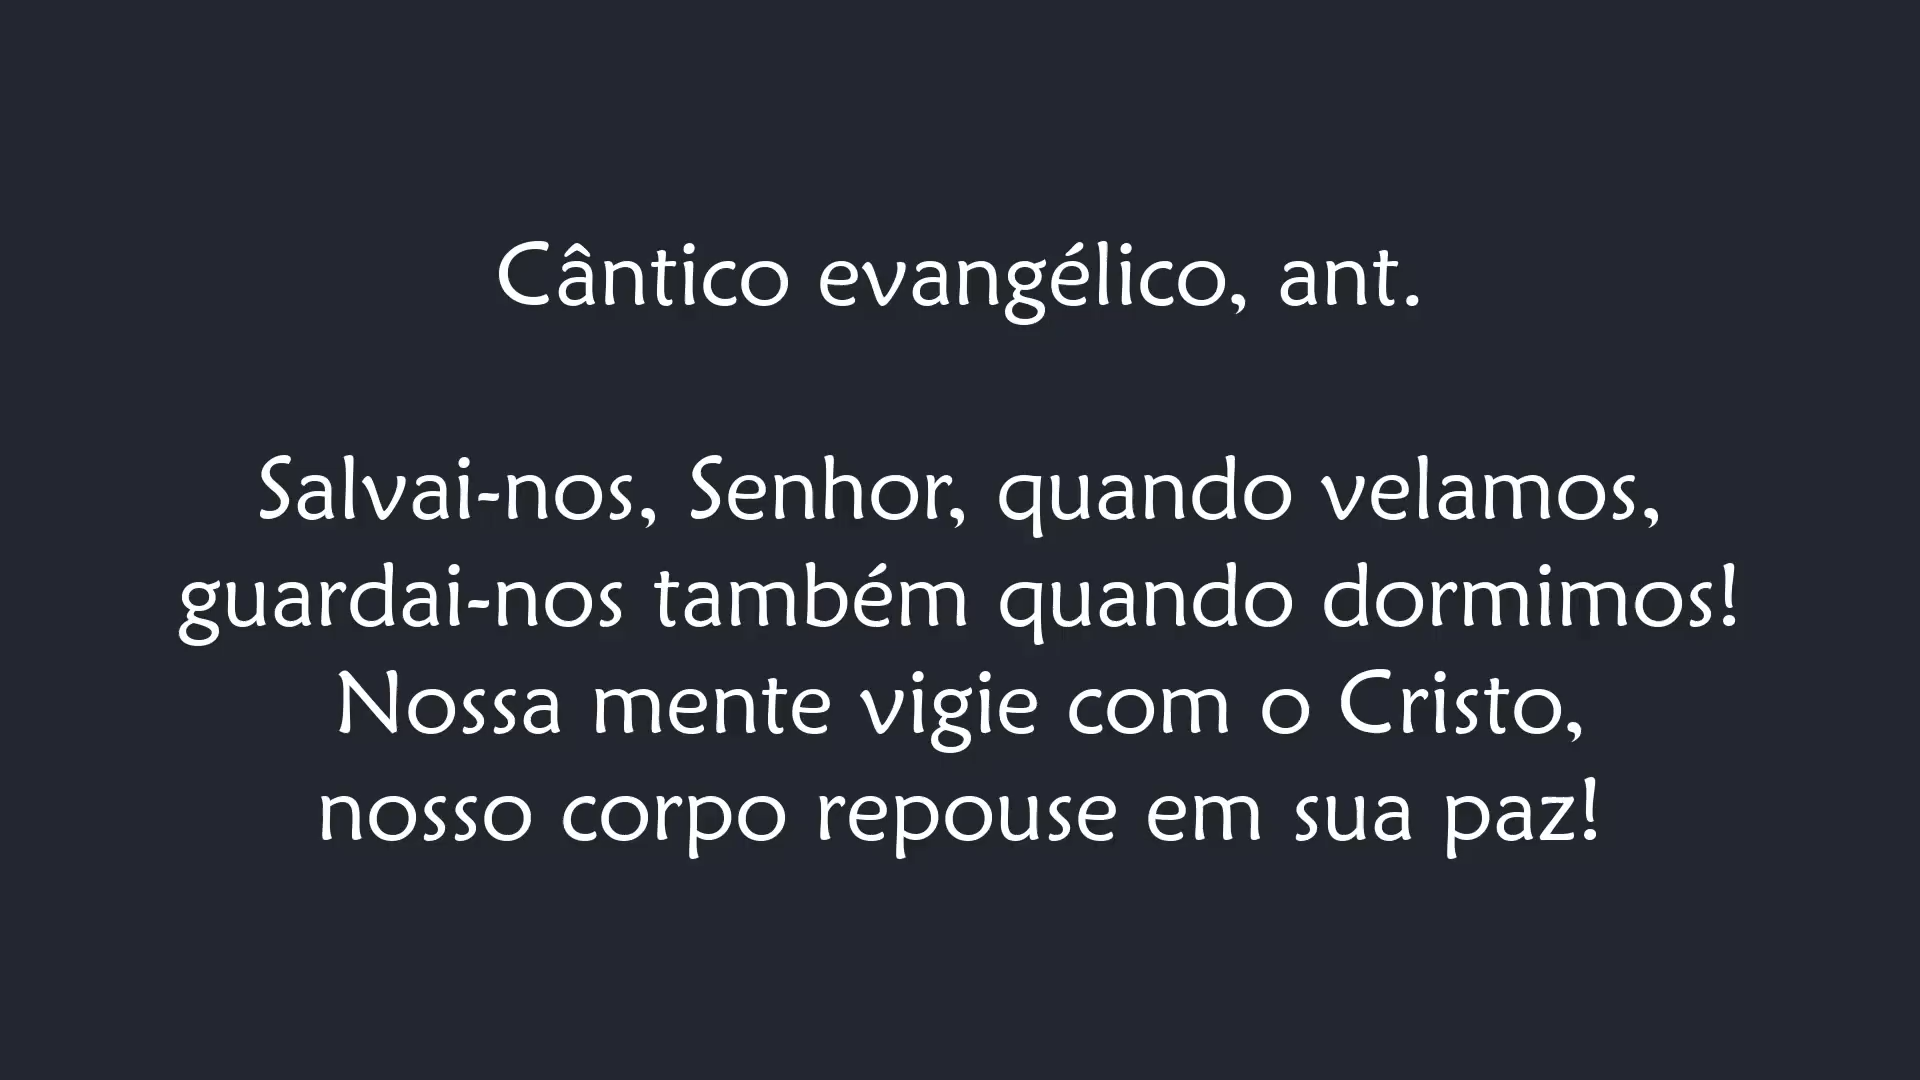 Cântico evangélico, ant.
Salvai-nos, Senhor, quando velamos,
guardai-nos também quando dormimos!
Nossa mente vigie com o Cristo,
nosso corpo repouse em sua paz!